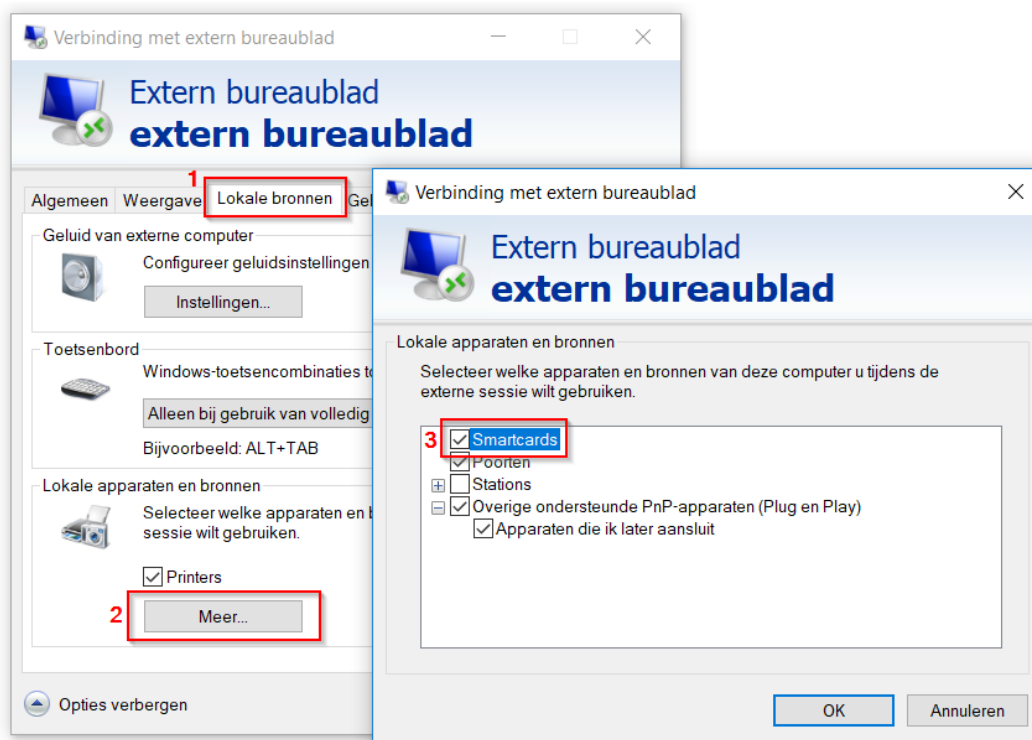 Verbinding met extern bureaublad
Extern bureaublad
extern bureaublad
1
Algemeen Weergave Lokale bronnen
Geluid van externe computer
Configureer geluidsinstellingen
Instellingen...
Toetsenbord
Windows-toetsencombinaties
Alleen bij gebruik van volledig
Bijvoorbeeld: ALT+TAB
Lokale apparaten en bronnen
Selecteer welke apparaten en
sessie wilt gebruiken.
Printers
2 Meer...
Opties verbergen
Verbinding met extern bureaublad
Extern bureaublad
extern bureaublad
Lokale apparaten en bronnen
Selecteer welke apparaten en bronnen van deze computer u tijdens de
externe sessie wilt gebruiken.
3 Smartcards
Poorten
Stations
Overige ondersteunde PnP-apparaten (Plug en Play)
Apparaten die ik later aansluit
OK Annuleren